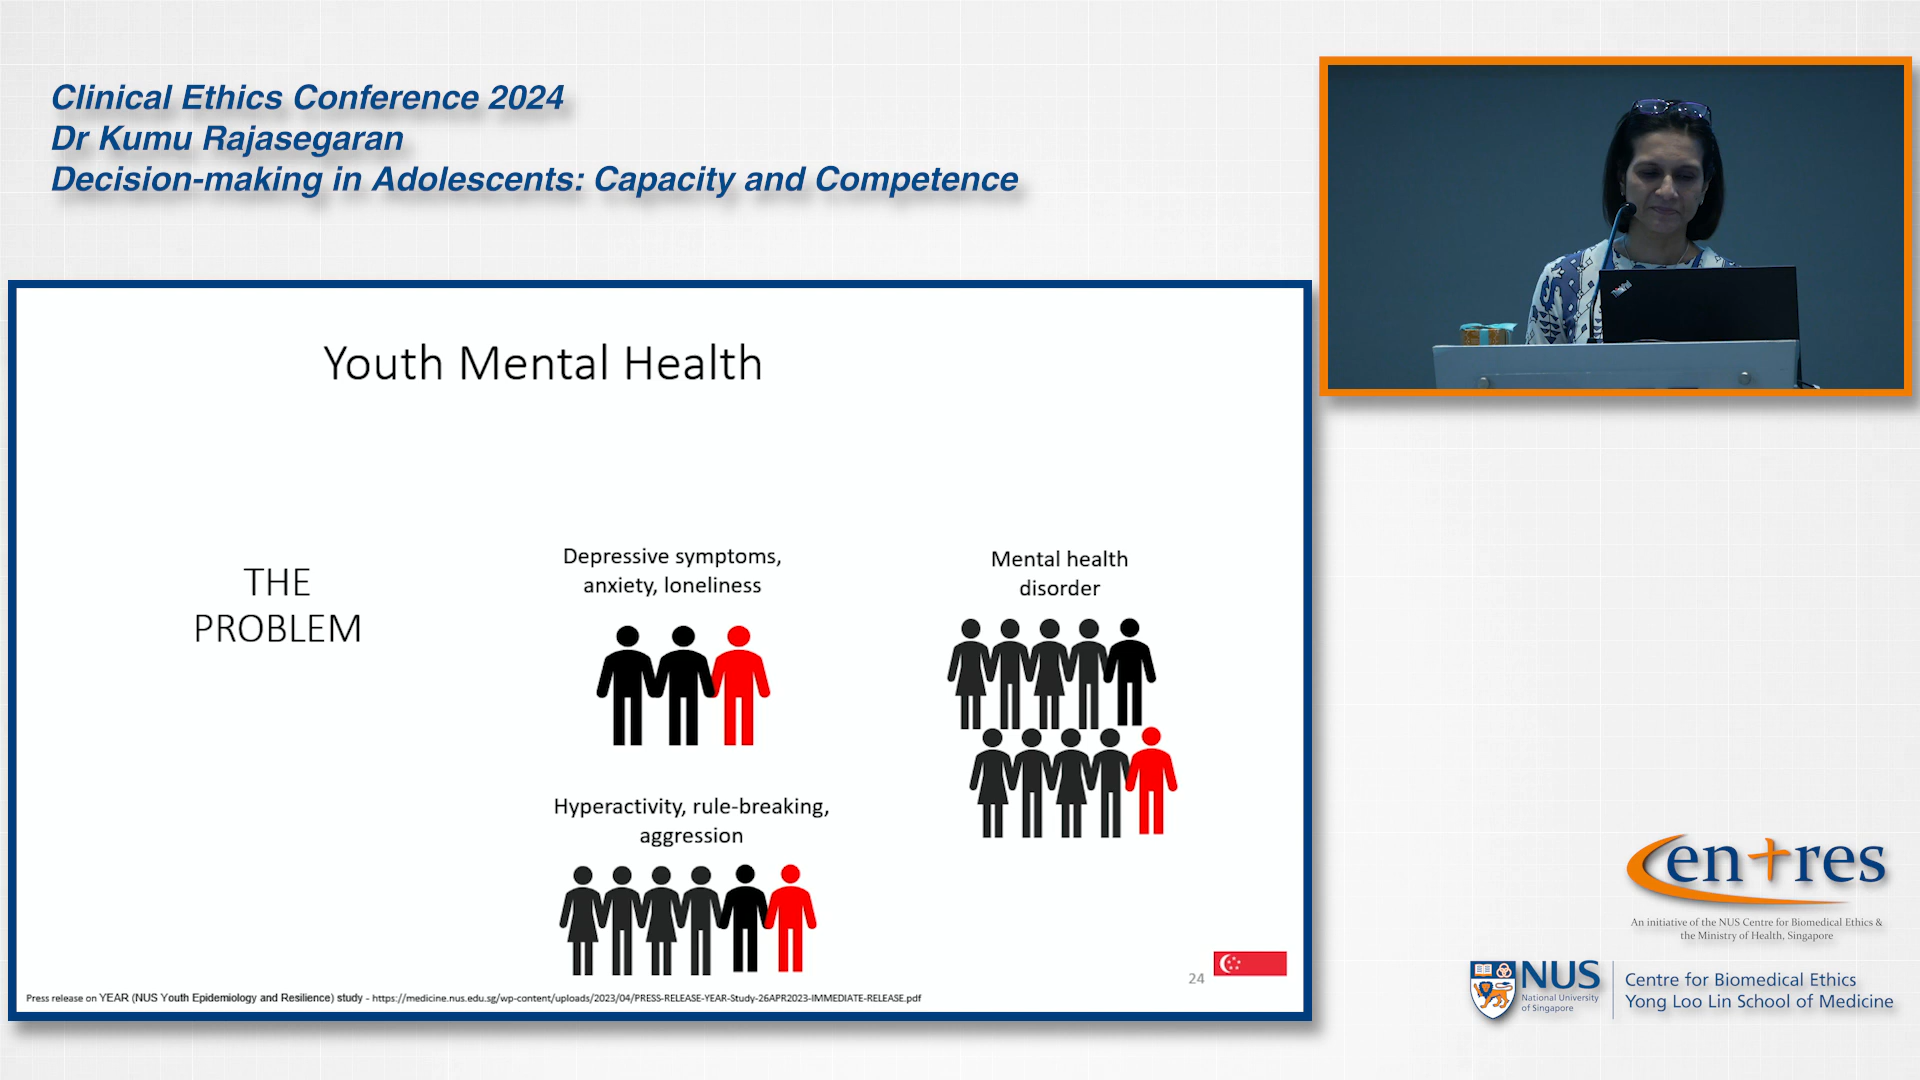 Clinical Ethics Conference 2024
Dr Kumu Rajasegaran
Decision-making in Adolescents: Capacity and Competence
ThinkPad
Youth Mental Health
THE
PROBLEM
Depressive symptoms,
anxiety, loneliness
Mental health
disorder
Hyperactivity, rule-breaking,
aggression
24
Press release on YEAR (NUS Youth Epidemiology and Resilience) study - https://medicine.nus.edu.sg/wp-content/uploads/2023/04/PRESS-RELEASE-YEAR-Study-26APR2023-IMMEDIATE-RELEASE.pdf
Centres
An initiative of the NUS Centre for Biomedical Ethics &
the Ministry of Health, Singapore
NUS
National University
of Singapore
Centre for Biomedical Ethics
Yong Loo Lin School of Medicine